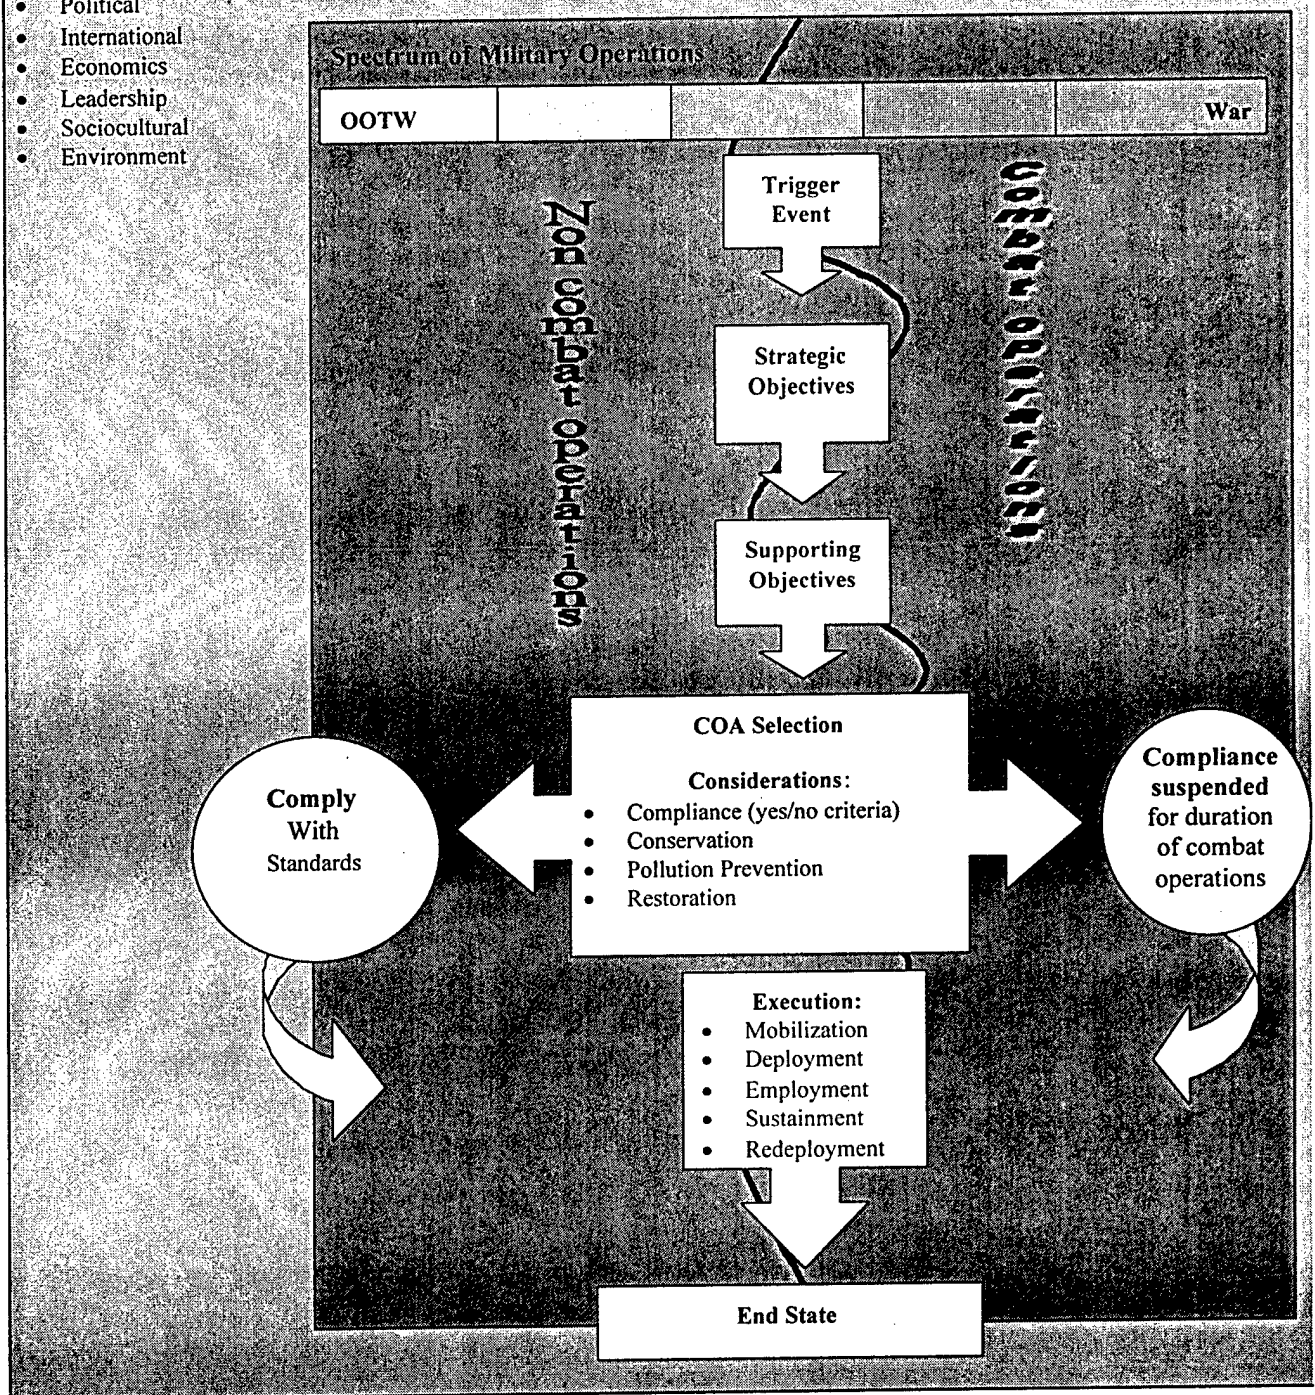 • Political
• International
• Economics
• Leadership
• Sociocultural
• Environment
Spectrum of Military Operations
OOTW
War
Non combat operations
Combat operations
Trigger
Event
Strategic
Objectives
Supporting
Objectives
COA Selection
Considerations:
• Compliance (yes/no criteria)
• Conservation
• Pollution Prevention
• Restoration
Comply
With
Standards
Compliance
suspended
for duration
of combat
operations
Execution:
• Mobilization
• Deployment
• Employment
• Sustainment
• Redeployment
End State